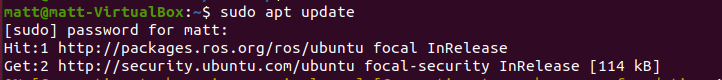 matt@matt-VirtualBox:~$ sudo apt update
[sudo] password for matt:
Hit:1 http://packages.ros.org/ros/ubuntu focal InRelease
Get:2 http://security.ubuntu.com/ubuntu focal-security InRelease [114 kB]